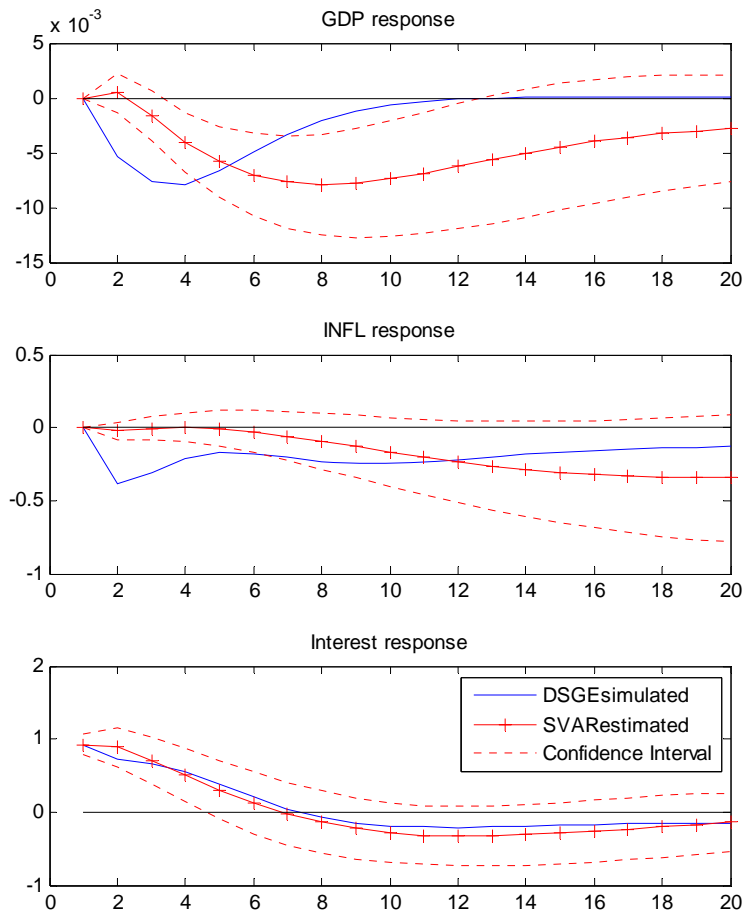 GDP response
x 10-3
5
0
-5
-10
-15
0 2 4 6 8 10 12 14 16 18 20
INFL response
0.5
0
-0.5
-1
0 2 4 6 8 10 12 14 16 18 20
Interest response
2
1
0
-1
0 2 4 6 8 10 12 14 16 18 20
DSGEsimulated
SVARestimated
Confidence Interval